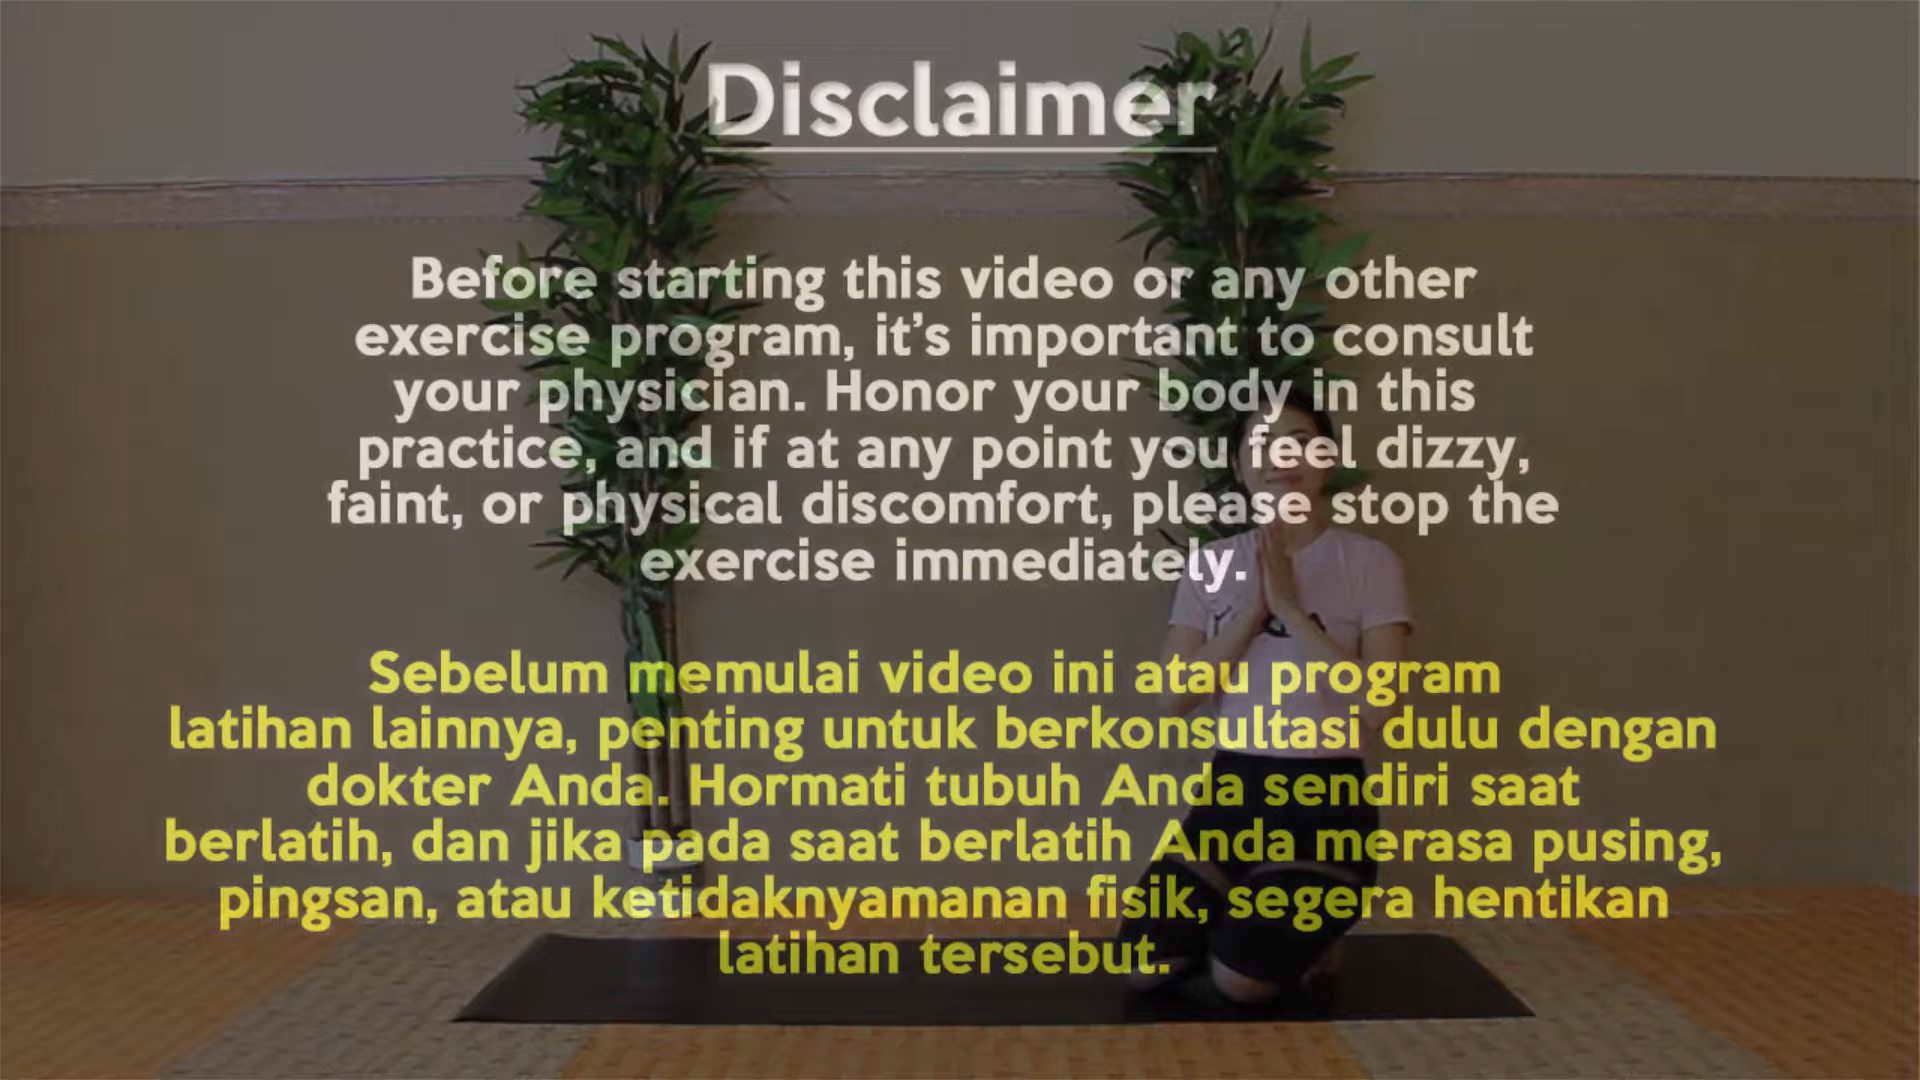 Disclaimer
Before starting this video or any other
exercise program, it's important to consult
your physician. Honor your body in this
practice, and if at any point you feel dizzy,
faint, or physical discomfort, please stop the
exercise immediately.
Sebelum memulai video ini atau program
latihan lainnya, penting untuk berkonsultasi dulu dengan
dokter Anda. Hormati tubuh Anda sendiri saat
berlatih, dan jika pada saat berlatih Anda merasa pusing,
pingsan, atau ketidaknyamanan fisik, segera hentikan
latihan tersebut.